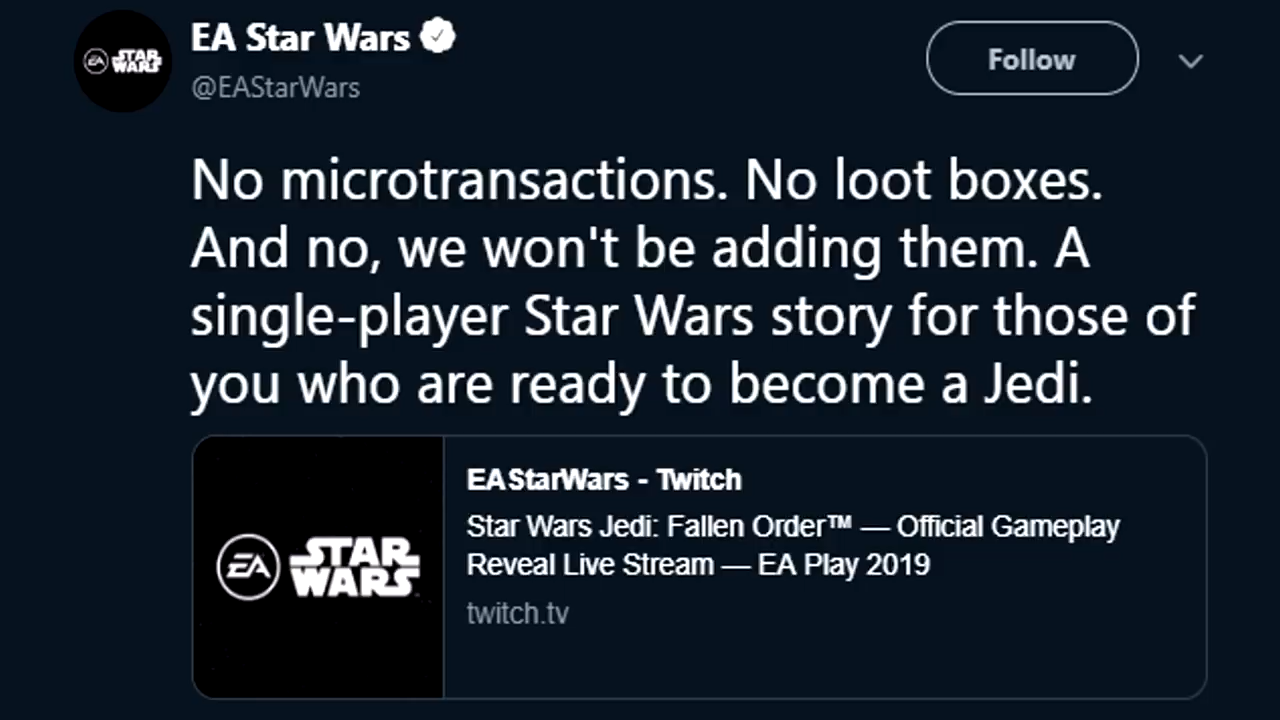 EA STAR WARS
EA Star Wars
@EAStarWars
Follow
No microtransactions. No loot boxes.
And no, we won't be adding them. A
single-player Star Wars story for those of
you who are ready to become a Jedi.
EA STAR WARS
EAStarWars - Twitch
Star Wars Jedi: Fallen Order™ — Official Gameplay
Reveal Live Stream — EA Play 2019
twitch.tv